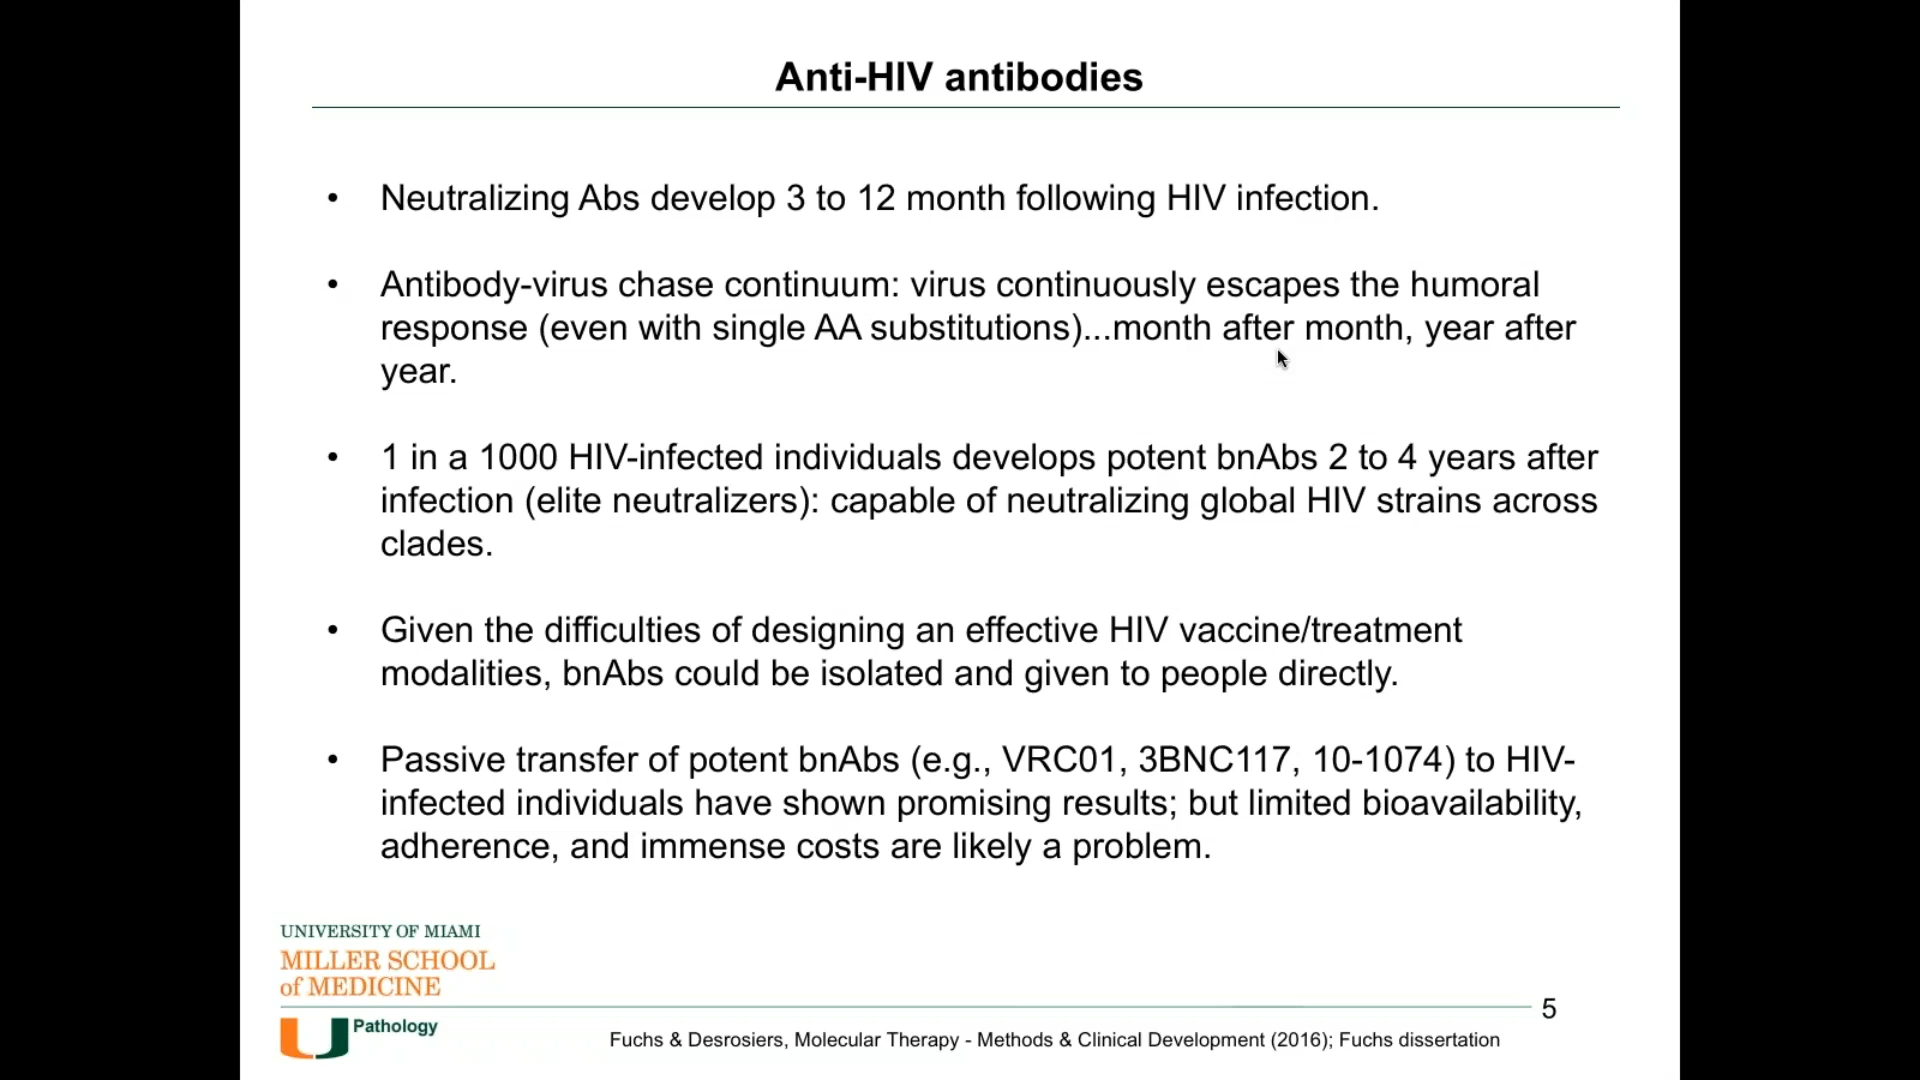 Anti-HIV antibodies
• Neutralizing Abs develop 3 to 12 month following HIV infection.
• Antibody-virus chase continuum: virus continuously escapes the humoral
response (even with single AA substitutions)...month after month, year after
year.
• 1 in a 1000 HIV-infected individuals develops potent bnAbs 2 to 4 years after
infection (elite neutralizers): capable of neutralizing global HIV strains across
clades.
• Given the difficulties of designing an effective HIV vaccine/treatment
modalities, bnAbs could be isolated and given to people directly.
• Passive transfer of potent bnAbs (e.g., VRC01, 3BNC117, 10-1074) to HIV-
infected individuals have shown promising results; but limited bioavailability,
adherence, and immense costs are likely a problem.
UNIVERSITY OF MIAMI
MILLER SCHOOL
of MEDICINE
5
Pathology
Fuchs & Desrosiers, Molecular Therapy - Methods & Clinical Development (2016); Fuchs dissertation